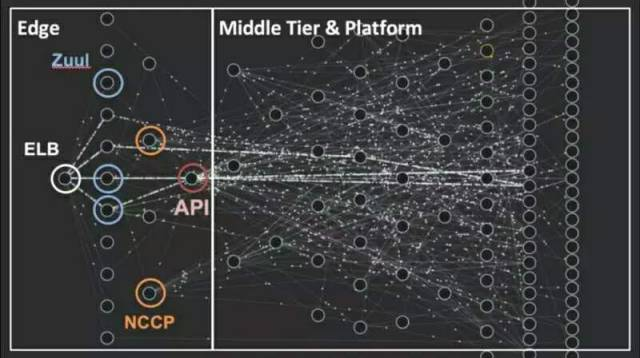 Edge
Middle Tier & Platform
Zuul
ELB
API
NCCP